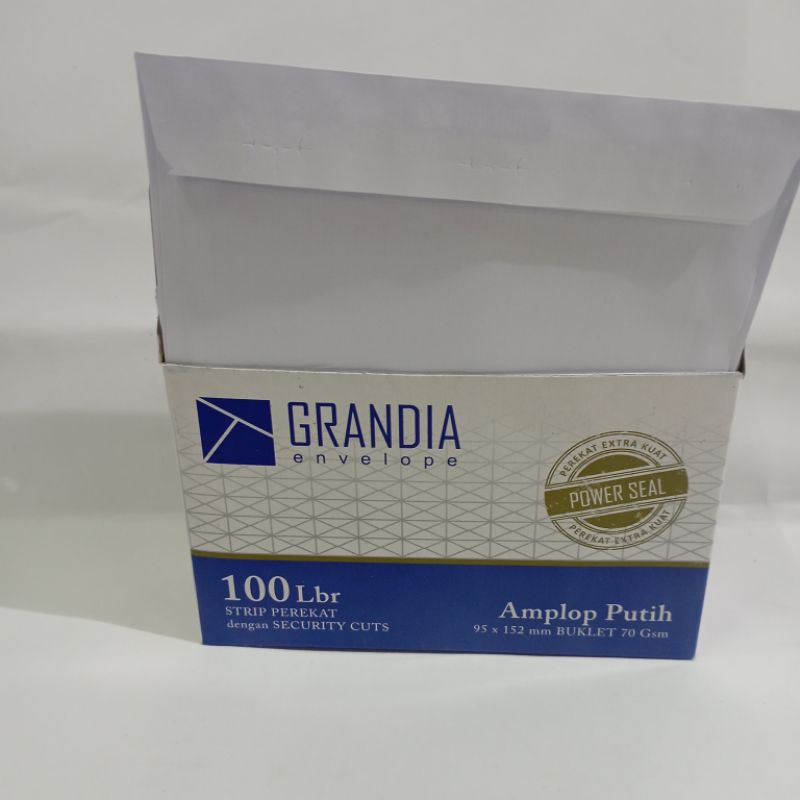 GRANDIA
envelope
PEREKAT EXTRA KUAT
POWER SEAL
PEREKAT EXTRA KUAT
100 Lbr
STRIP PEREKAT
dengan SECURITY CUTS
Amplop Putih
95 x 152 mm BUKLET 70 Gsm